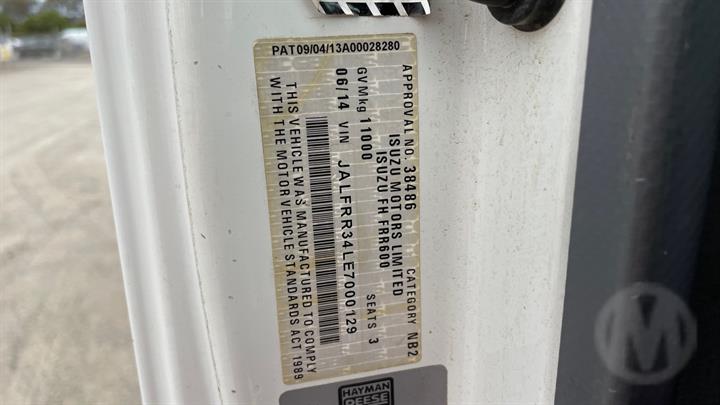 PAT09/04/13A00028280
APPROVAL NO. 38486 CATEGORY NB2
ISUZU MOTORS LIMITED
ISUZU FH FRR600
GVMkg 11000 SEATS 3
06/14 VIN JALFRR34LE7000129
THIS VEHICLE WAS MANUFACTURED TO COMPLY
WITH THE MOTOR VEHICLE STANDARDS ACT 1989
HAYMAN
REESE
M